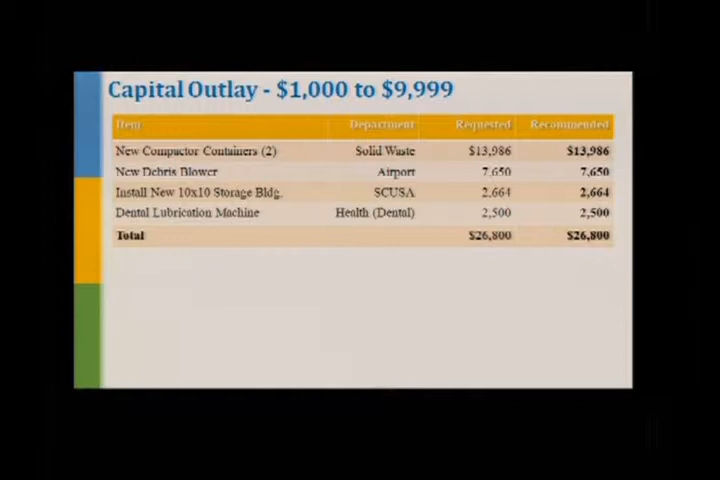 Capital Outlay - $1,000 to $9,999
Item Department Requested Recommended
New Compactor Containers (2) Solid Waste $13,986 $13,986
New Debris Blower Airport 7,650 7,650
Install New 10x10 Storage Bldg. SCUSA 2,664 2,664
Dental Lubrication Machine Health (Dental) 2,500 2,500
Total $26,800 $26,800